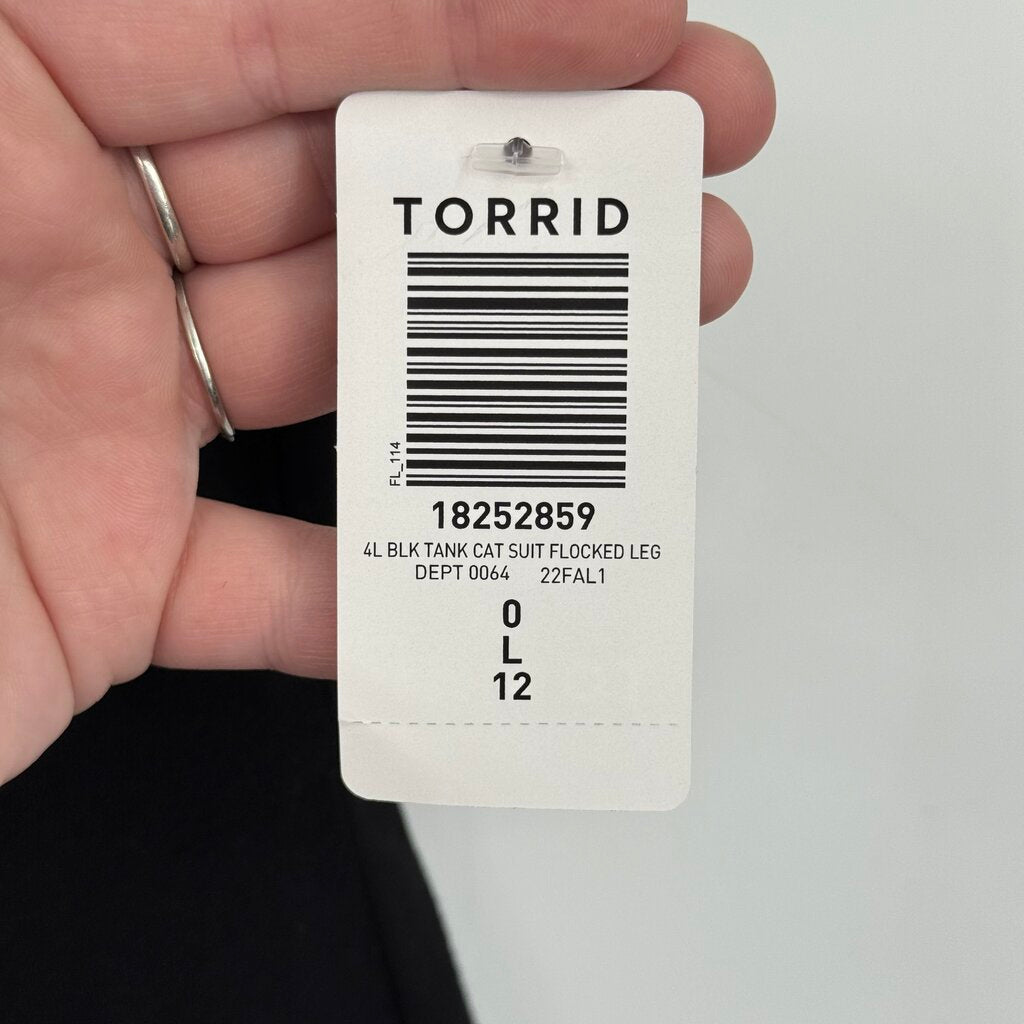 TORRID
FL_114
18252859
4L BLK TANK CAT SUIT FLOCKED LEG
DEPT 0064 22FAL1
0
L
12